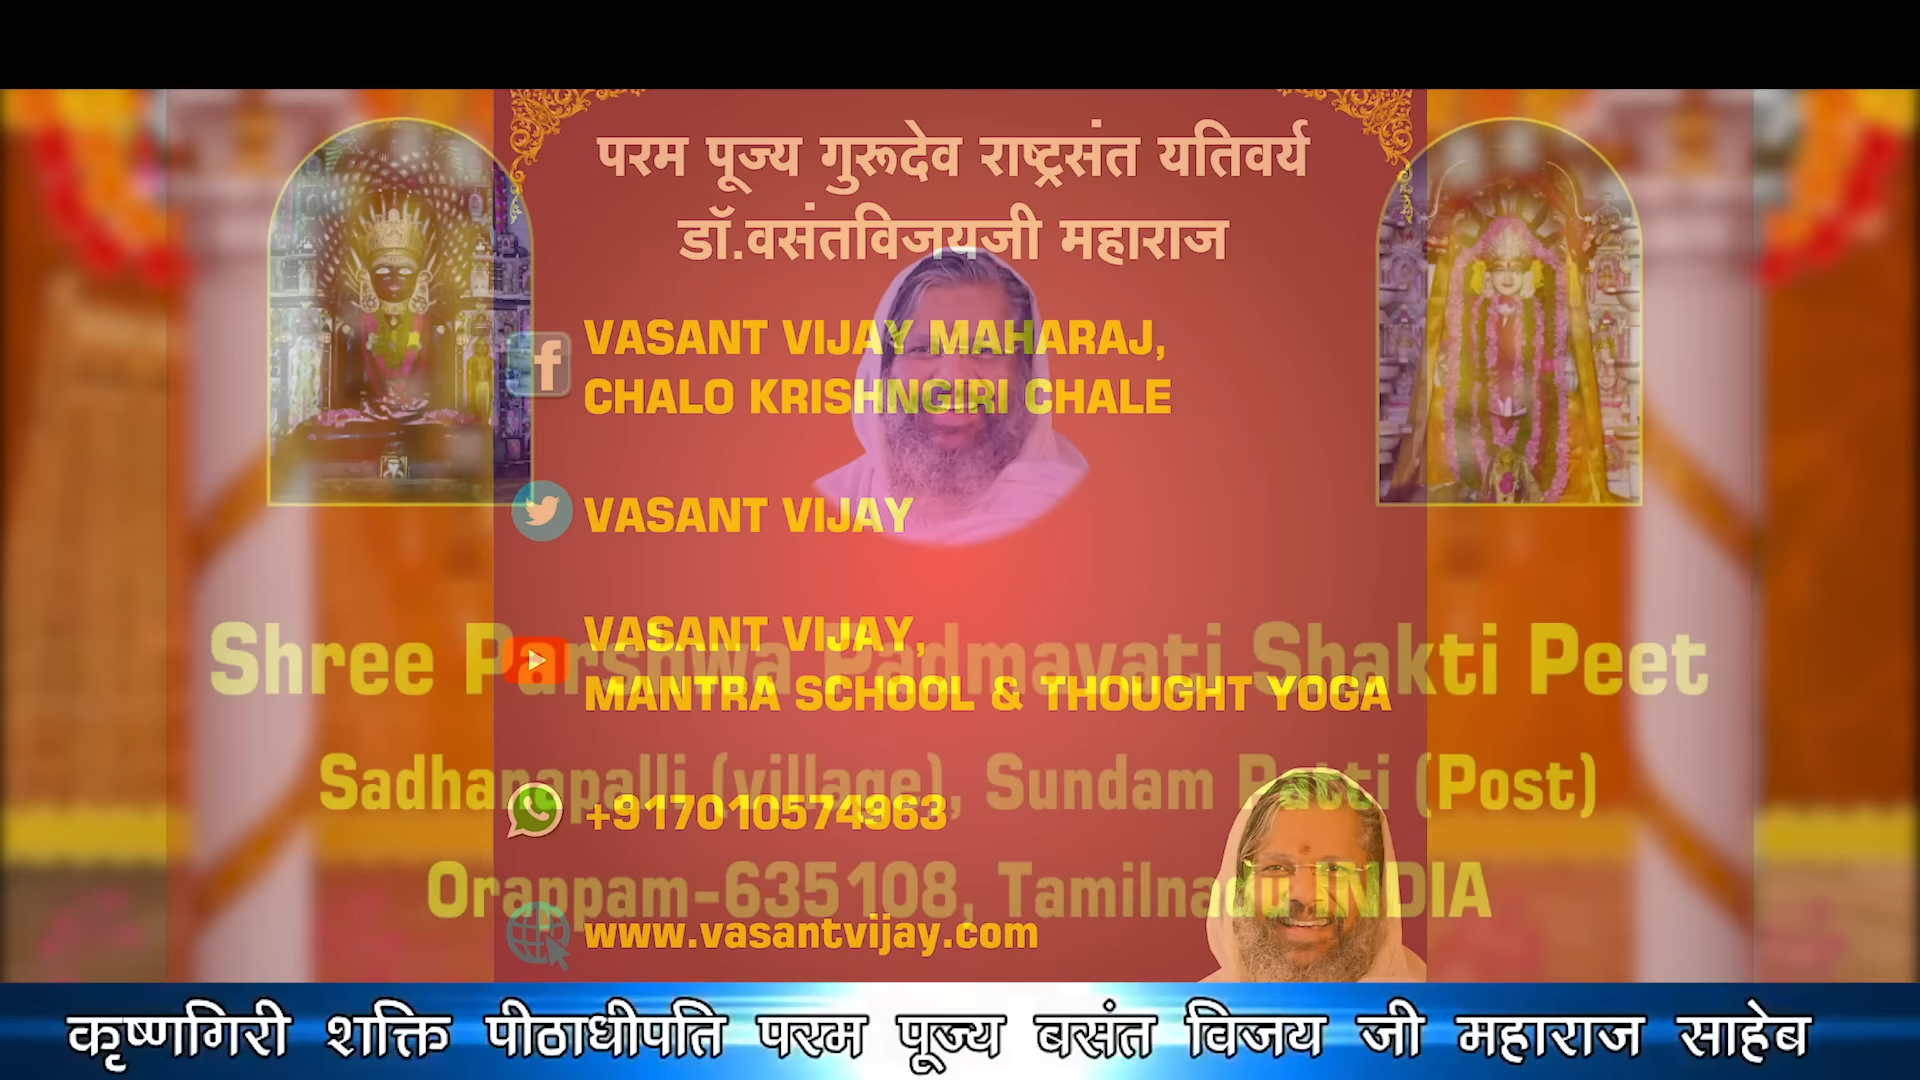 परम पूज्य गुरूदेव राष्ट्रसंत यतिवर्य
डॉ.वसंतविजयजी महाराज
VASANT VIJAY MAHARAJ,
CHALO KRISHNGIRI CHALE
VASANT VIJAY
VASANT VIJAY,
MANTRA SCHOOL & THOUGHT YOGA
+917010574963
www.vasantvijay.com
Shree Parshwa Padmavati Shakti Peet
Sadhanapalli (village), Sundam Patti (Post)
Orappam-635108, Tamilnadu INDIA
कृष्णगिरी शक्ति पीठाधीपति परम पूज्य बसंत विजय जी महाराज साहेब